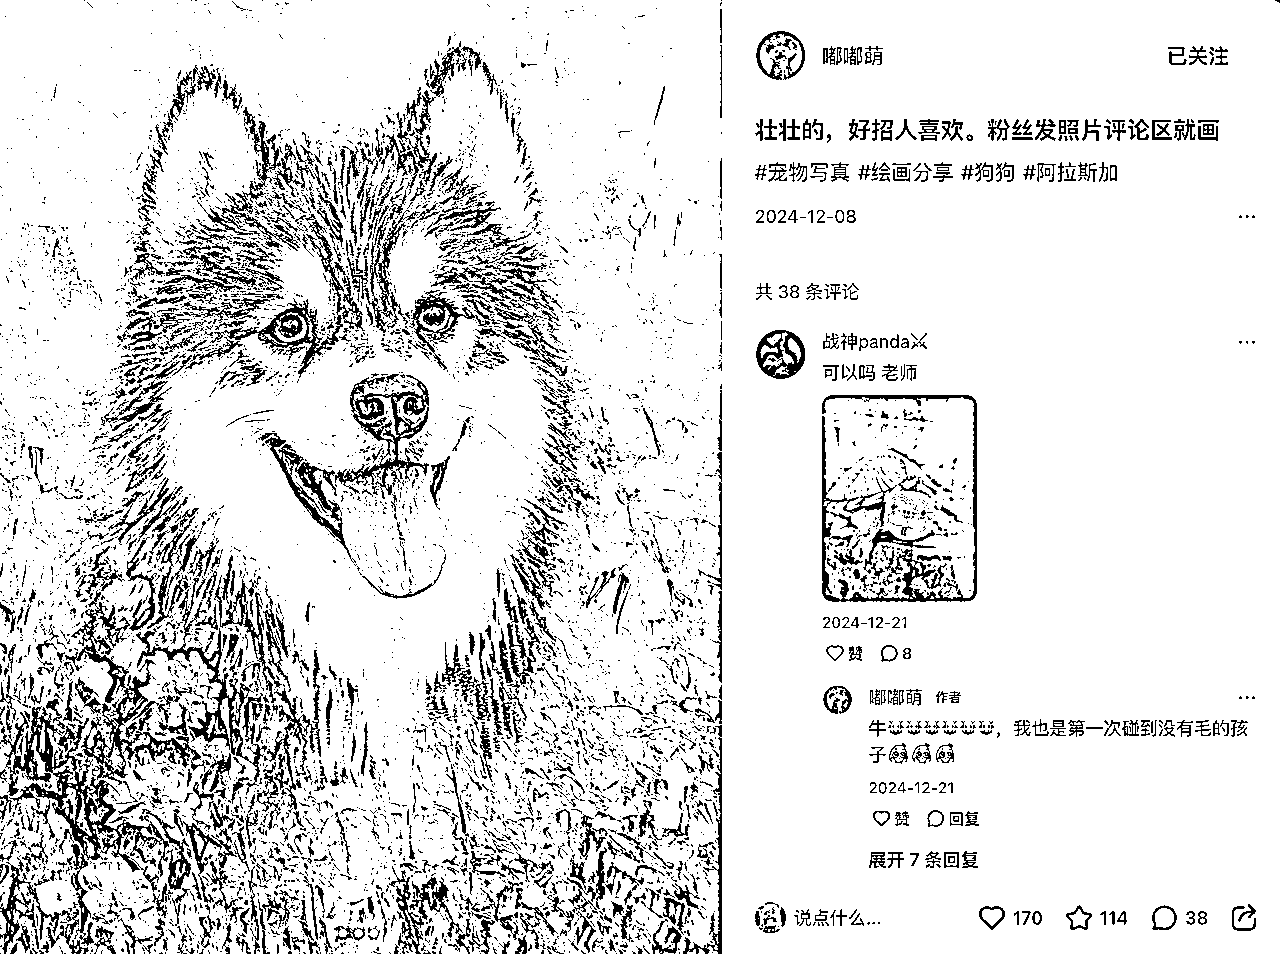 嘟嘟萌
已关注
壮壮的，好招人喜欢。粉丝发照片评论区就画
#宠物写真 #绘画分享 #狗狗 #阿拉斯加
2024-12-08
共 38 条评论
战神panda⚔
可以吗 老师
2024-12-21
赞 8
嘟嘟萌 作者
牛，我也是第一次碰到没有毛的孩
子
2024-12-21
赞 回复
展开 7 条回复
说点什么...
170 114 38